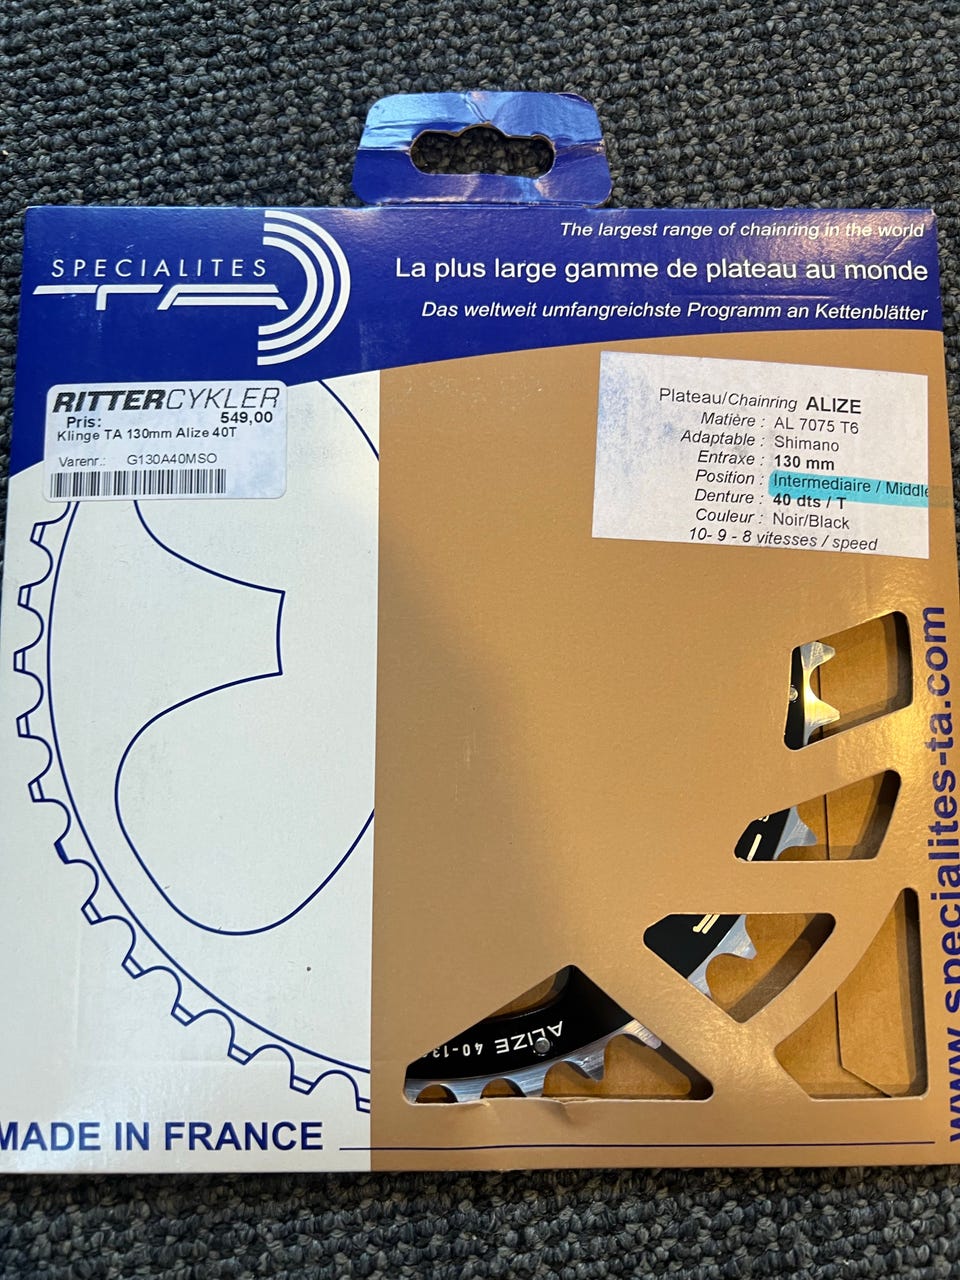 The largest range of chainring in the world
La plus large gamme de plateau au monde
Das weltweit umfangreichste Programm an Kettenblätter
SPECIALITES
TA
RITTERCYKLER
Pris: 549,00
Klinge TA 130mm Alize 40T
Varenr.: G130A40MSO
Plateau/Chainring ALIZE
Matière : AL 7075 T6
Adaptable : Shimano
Entraxe : 130 mm
Position : Intermediaire / Middle
Denture : 40 dts / T
Couleur : Noir/Black
10- 9 - 8 vitesses / speed
www.specialites-ta.com
ALIZE 40-13
MADE IN FRANCE